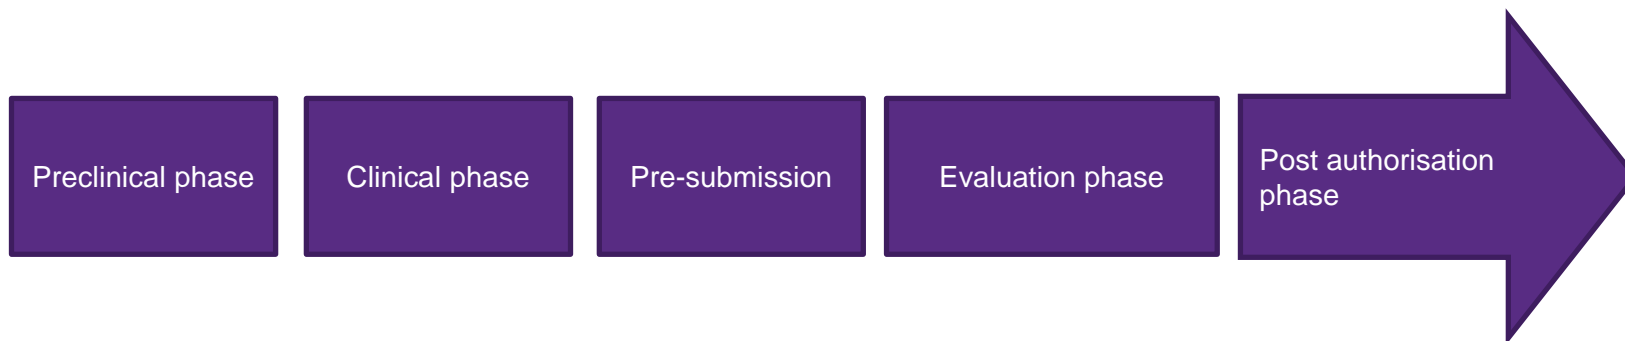 Preclinical phase
Clinical phase
Pre-submission
Evaluation phase
Post authorisation
phase